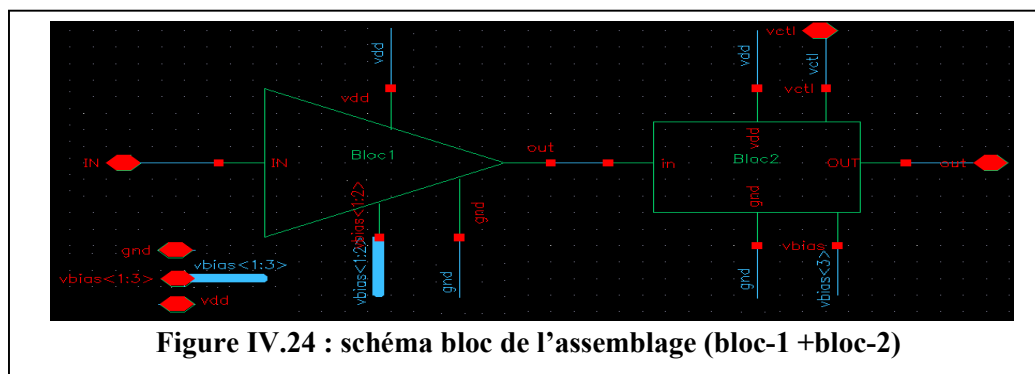 vdd
vdd
vctl
vctl
vdd
vdd
vctl
IN
IN
Bloc1
out
in
Bloc2
OUT
out
vbias<1:2>
vbias<1:2>
gnd
gnd
gnd
gnd
vbias
vbias<3>
gnd
vbias<1:3>
vbias<1:3>
vdd
Figure IV.24 : schéma bloc de l’assemblage (bloc-1 +bloc-2)